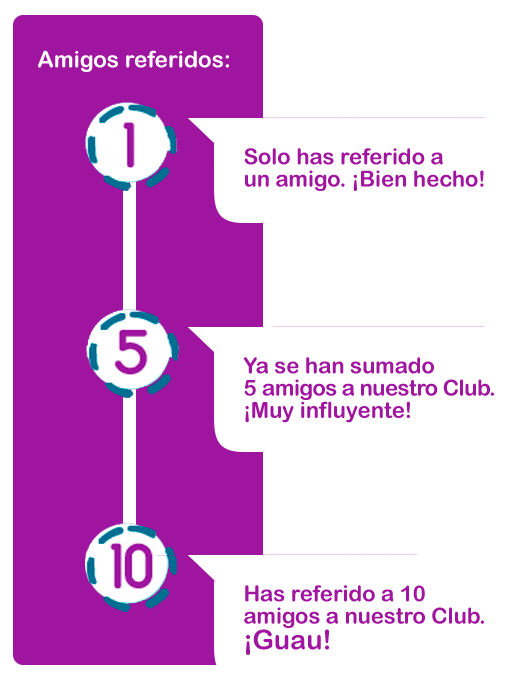 Amigos referidos:
1
Solo has referido a
un amigo. ¡Bien hecho!
5
Ya se han sumado
5 amigos a nuestro Club.
¡Muy influyente!
10
Has referido a 10
amigos a nuestro Club.
¡Guau!